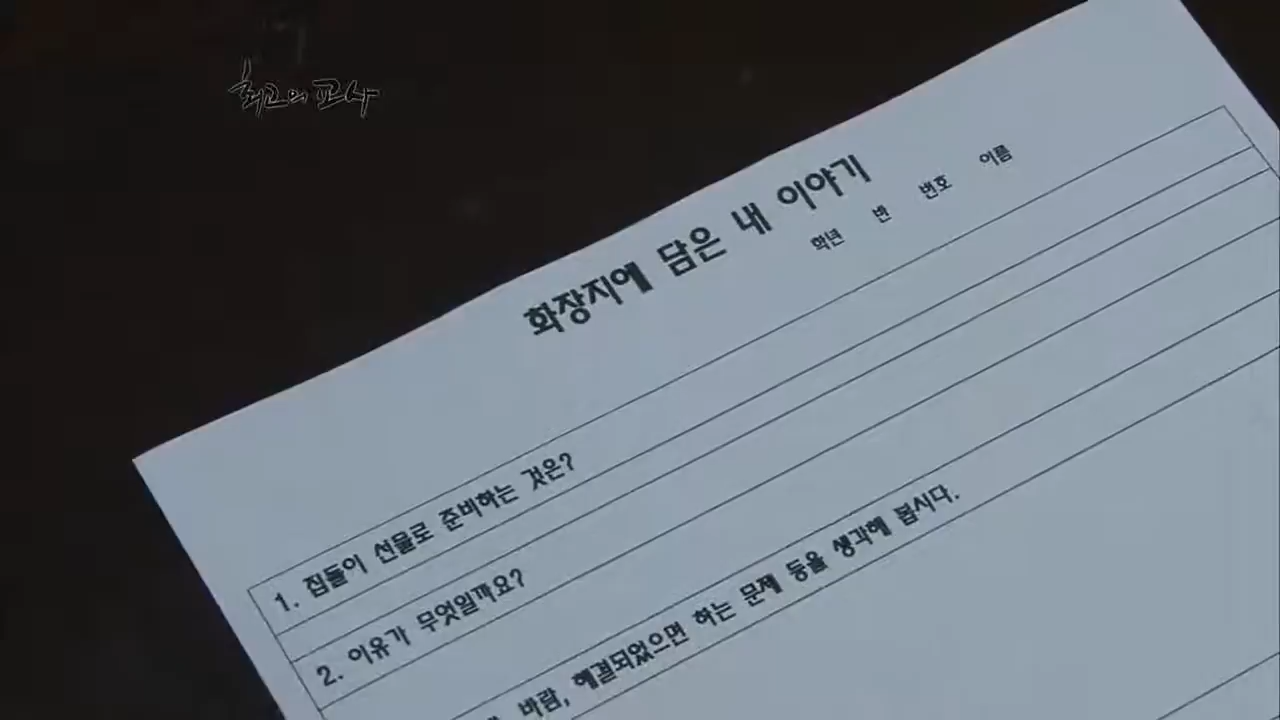 최고의 교사
화장지에 담은 내 이야기
학년 반 번호 이름
1. 집들이 선물로 준비하는 것은?
2. 이유가 무엇일까요?
바람, 해결되었으면 하는 문제 등을 생각해 봅시다.